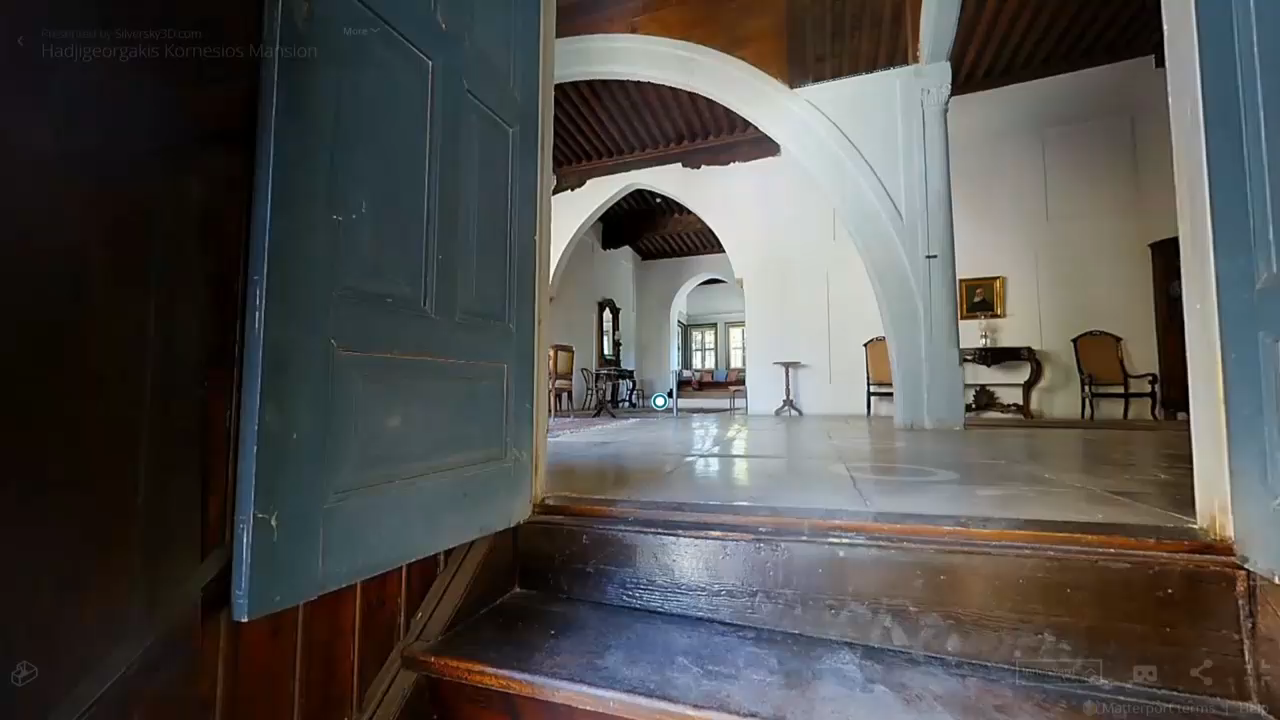 Presented by Silversky3D.com
Hadjigeorgakis Kornesios Mansion
More
Matterport terms | Help